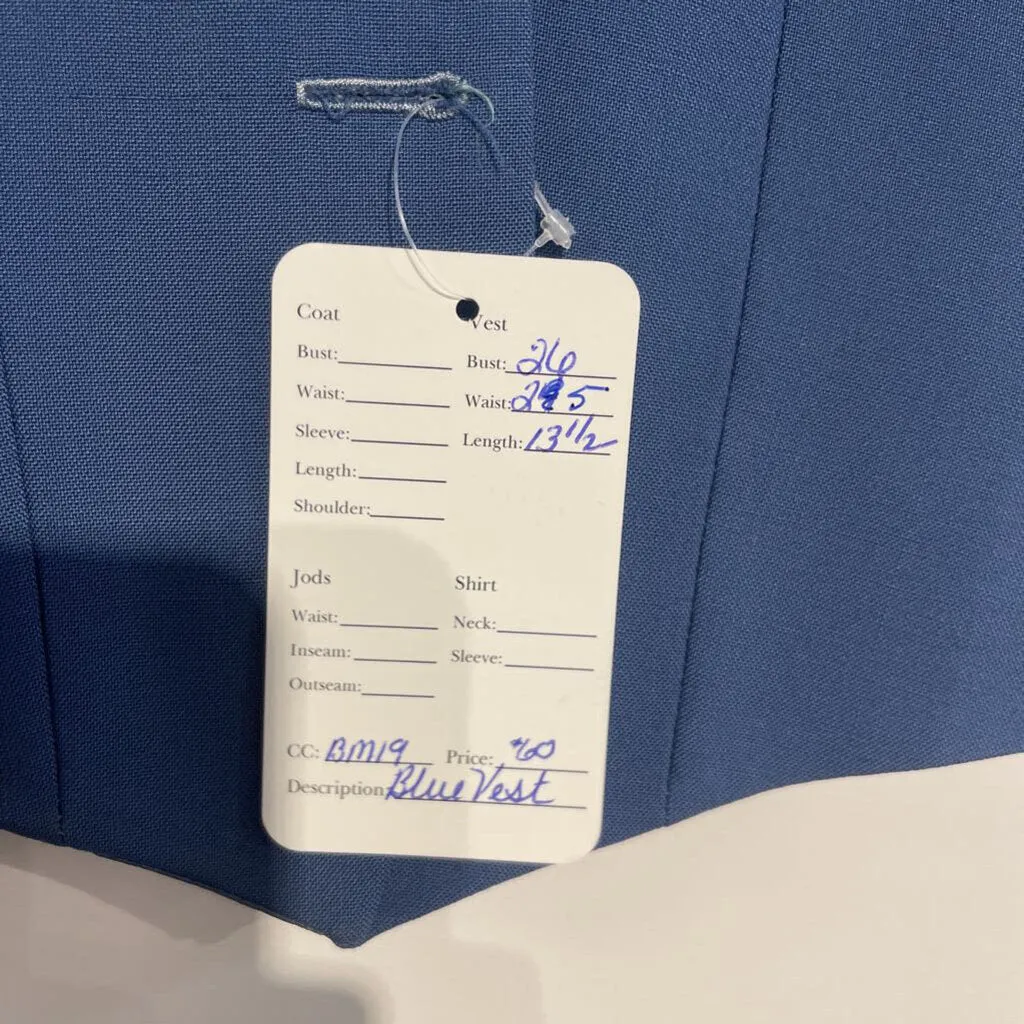 Coat
Bust:
Waist:
Sleeve:
Length:
Shoulder:
Vest
Bust: 26
Waist:
Length: 13 1/2
Jods
Waist:
Inseam:
Outseam:
Shirt
Neck:
Sleeve:
CC: BM19 Price: 60
Description: Blue Vest